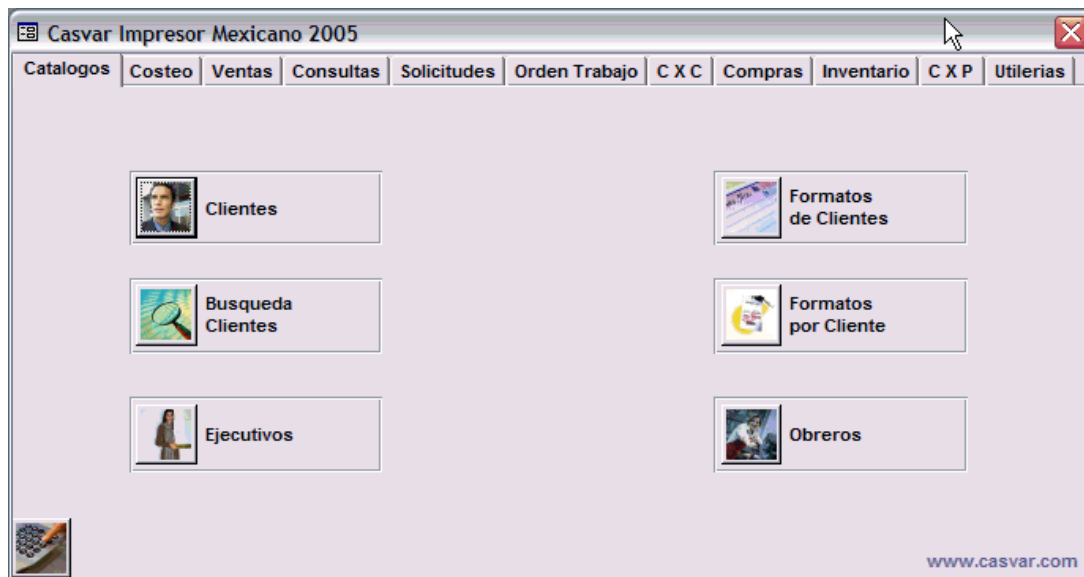 Casvar Impresor Mexicano 2005
Catalogos Costeo Ventas Consultas Solicitudes Orden Trabajo C X C Compras Inventario C X P Utilerias
Clientes
Formatos
de Clientes
Busqueda
Clientes
Formatos
por Cliente
Ejecutivos
Obreros
www.casvar.com